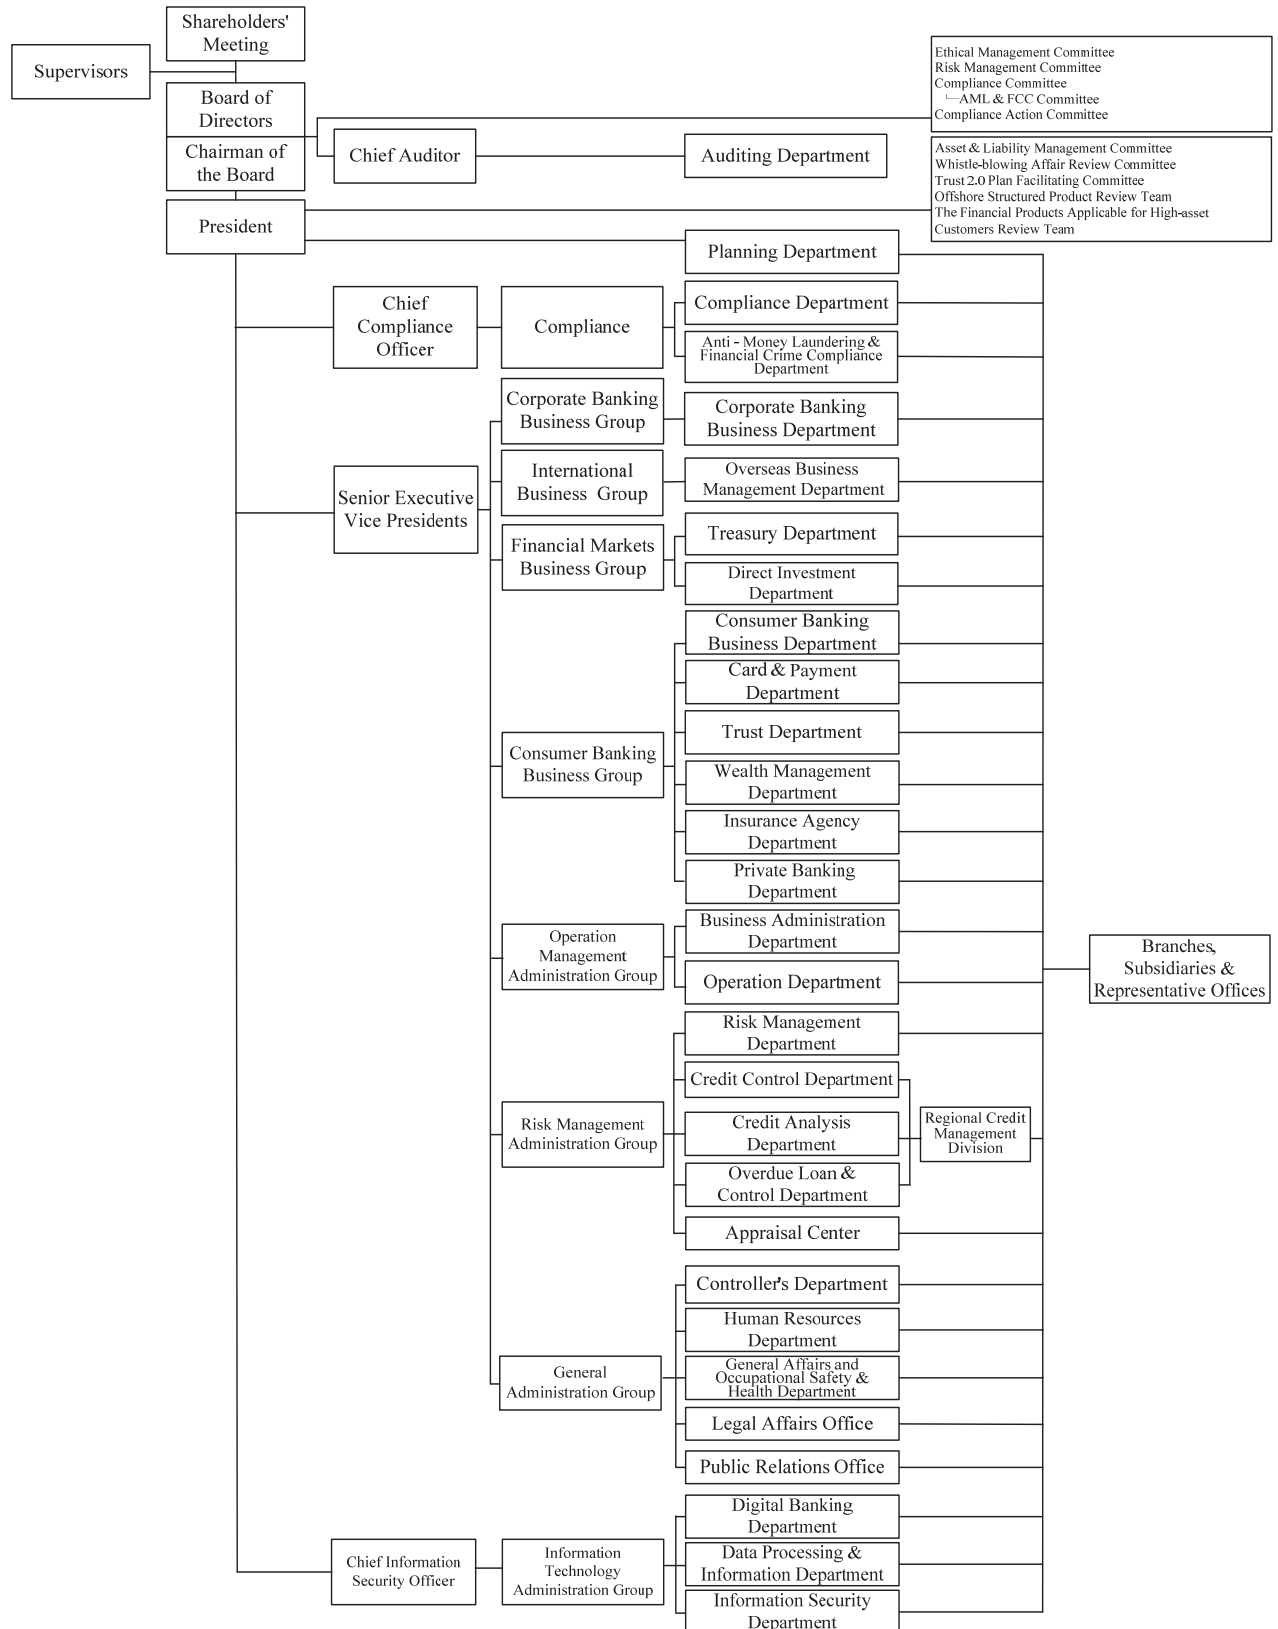 Shareholders'
Meeting
Supervisors
Board of
Directors
Chairman of
the Board
Chief Auditor
Auditing Department
Ethical Management Committee
Risk Management Committee
Compliance Committee
AML & FCC Committee
Compliance Action Committee
Asset & Liability Management Committee
Whistle-blowing Affair Review Committee
Trust 2.0 Plan Facilitating Committee
Offshore Structured Product Review Team
The Financial Products Applicable for High-asset
Customers Review Team
President
Planning Department
Chief
Compliance
Officer
Compliance
Compliance Department
Anti - Money Laundering &
Financial Crime Compliance
Department
Senior Executive
Vice Presidents
Corporate Banking
Business Group
Corporate Banking
Business Department
International
Business Group
Overseas Business
Management Department
Financial Markets
Business Group
Treasury Department
Direct Investment
Department
Consumer Banking
Business Group
Consumer Banking
Business Department
Card & Payment
Department
Trust Department
Wealth Management
Department
Insurance Agency
Department
Private Banking
Department
Operation
Management
Administration Group
Business Administration
Department
Operation Department
Branches,
Subsidiaries &
Representative Offices
Risk Management
Administration Group
Risk Management
Department
Credit Control Department
Credit Analysis
Department
Overdue Loan &
Control Department
Regional Credit
Management
Division
Appraisal Center
General
Administration Group
Controller's Department
Human Resources
Department
General Affairs and
Occupational Safety &
Health Department
Legal Affairs Office
Public Relations Office
Chief Information
Security Officer
Information
Technology
Administration Group
Digital Banking
Department
Data Processing &
Information Department
Information Security
Department